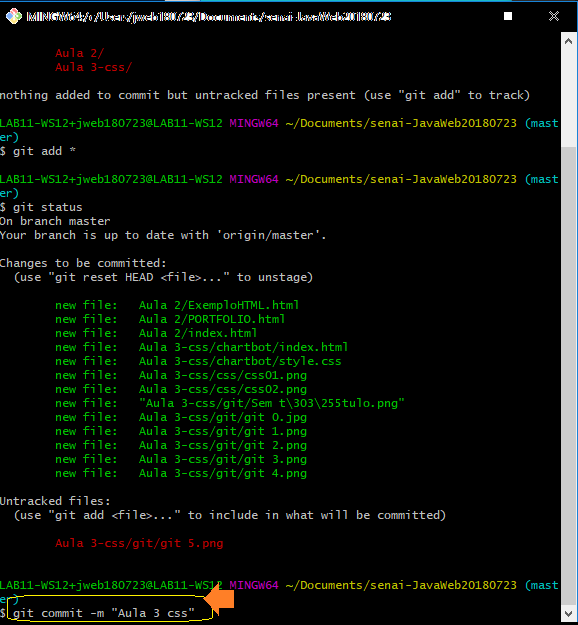 MINGW64:/c/Users/jweb180723/Documents/senai-JavaWeb20180723
Aula 2/
Aula 3-css/
nothing added to commit but untracked files present (use "git add" to track)
LAB11-WS12+jweb180723@LAB11-WS12 MINGW64 ~/Documents/senai-JavaWeb20180723 (mast
er)
$ git add *
LAB11-WS12+jweb180723@LAB11-WS12 MINGW64 ~/Documents/senai-JavaWeb20180723 (mast
er)
$ git status
On branch master
Your branch is up to date with 'origin/master'.
Changes to be committed:
(use "git reset HEAD <file>..." to unstage)
new file:   Aula 2/ExemploHTML.html
new file:   Aula 2/PORTFOLIO.html
new file:   Aula 2/index.html
new file:   Aula 3-css/chartbot/index.html
new file:   Aula 3-css/chartbot/style.css
new file:   Aula 3-css/css/css01.png
new file:   Aula 3-css/css/css02.png
new file:   "Aula 3-css/git/Sem t\303\255tulo.png"
new file:   Aula 3-css/git/git 0.jpg
new file:   Aula 3-css/git/git 1.png
new file:   Aula 3-css/git/git 2.png
new file:   Aula 3-css/git/git 3.png
new file:   Aula 3-css/git/git 4.png
Untracked files:
(use "git add <file>..." to include in what will be committed)
Aula 3-css/git/git 5.png
LAB11-WS12+jweb180723@LAB11-WS12 MINGW64 ~/Documents/senai-JavaWeb20180723 (mast
er)
$ git commit -m "Aula 3 css"